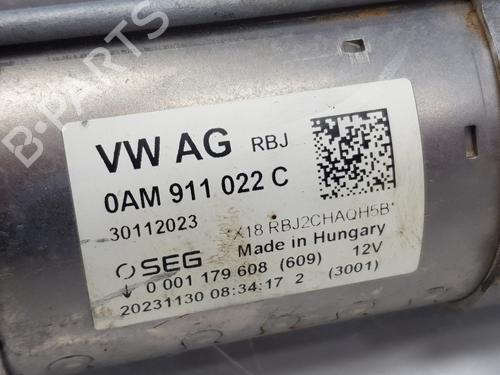 B-PARTS
VW AG RBJ
0AM 911 022 C
30112023 X18 RBJ2CHAQH5B*
Made in Hungary
SEG
↓ 0 001 179 608 (609) 12V
20231130 08:34:17 2 (3001)